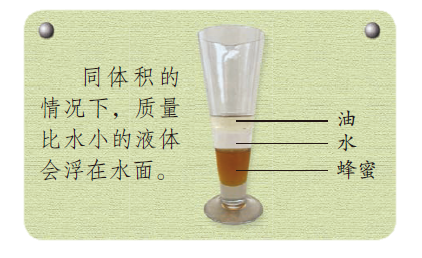 同体积的
情况下，质量
比水小的液体
会浮在水面。
油
水
蜂蜜